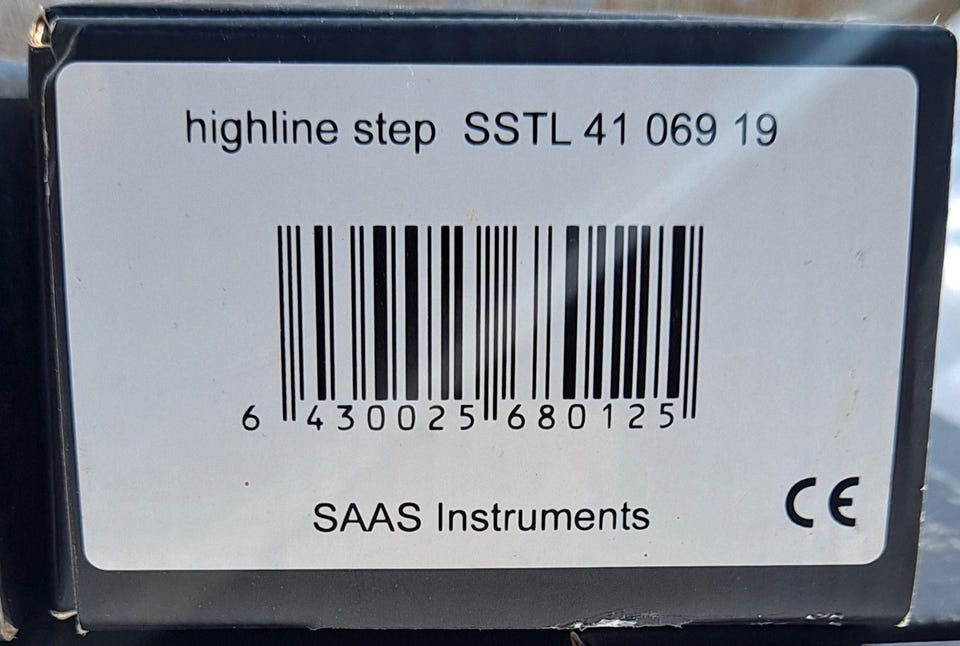 highline step SSTL 41 069 19
6 430025 680125
SAAS Instruments
CE